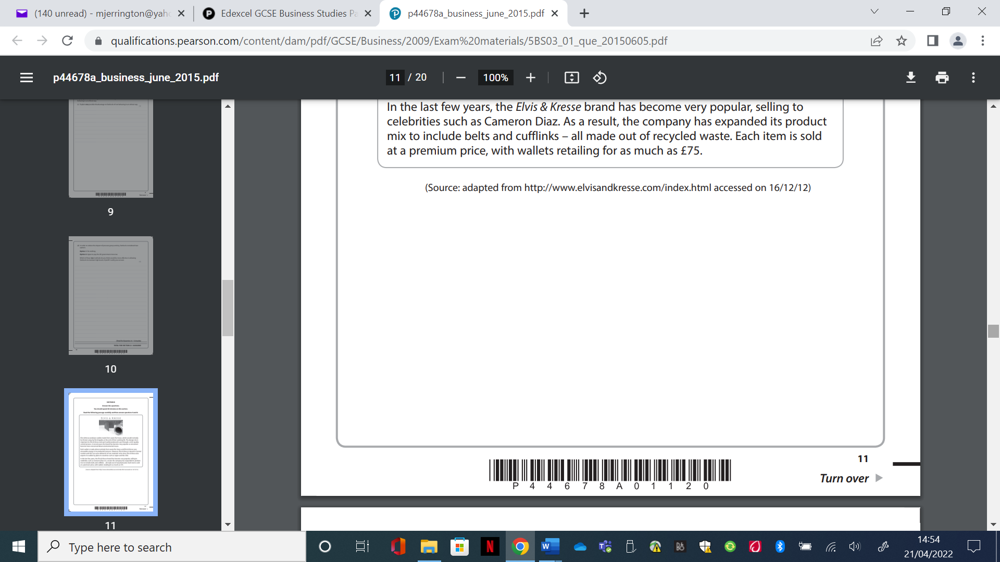 (140 unread) - mjerrington@yah
Edexcel GCSE Business Studies Pa
p44678a_business_june_2015.pdf
qualifications.pearson.com/content/dam/pdf/GCSE/Business/2009/Exam%20materials/5BS03_01_que_20150605.pdf
p44678a_business_june_2015.pdf
11 / 20
100%
In the last few years, the Elvis & Kresse brand has become very popular, selling to
celebrities such as Cameron Diaz. As a result, the company has expanded its product
mix to include belts and cufflinks – all made out of recycled waste. Each item is sold
at a premium price, with wallets retailing for as much as £75.
(Source: adapted from http://www.elvisandkresse.com/index.html accessed on 16/12/12)
9
10
SECTION B
ELVIS & KRESSE
11
11
Turn over
P 4 4 6 7 8 A 0 1 1 2 0
Type here to search
14:54
21/04/2022